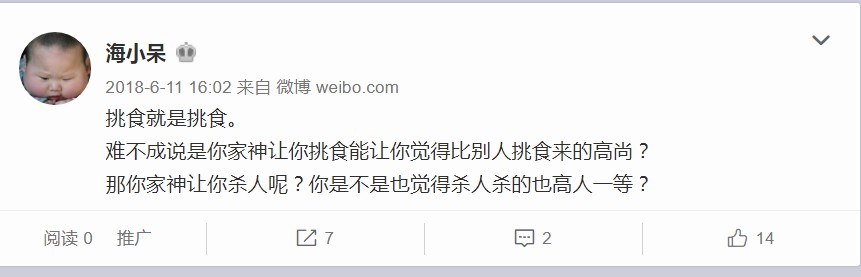 海小呆
2018-6-11 16:02 来自 微博 weibo.com
挑食就是挑食。
难不成说是你家神让你挑食能让你觉得比别人挑食来的高尚？
那你家神让你杀人呢？你是不是也觉得杀人杀的也高人一等？
阅读 0 推广 7 2 14